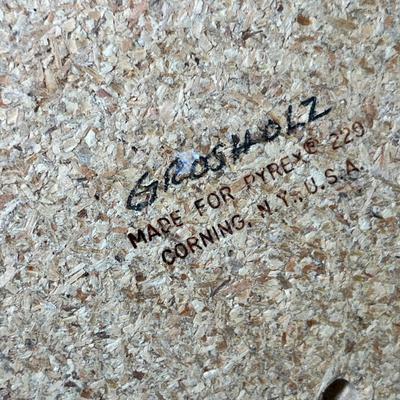 GROSHOLZ
MADE FOR PYREX® 229
CORNING, N.Y., U.S.A.